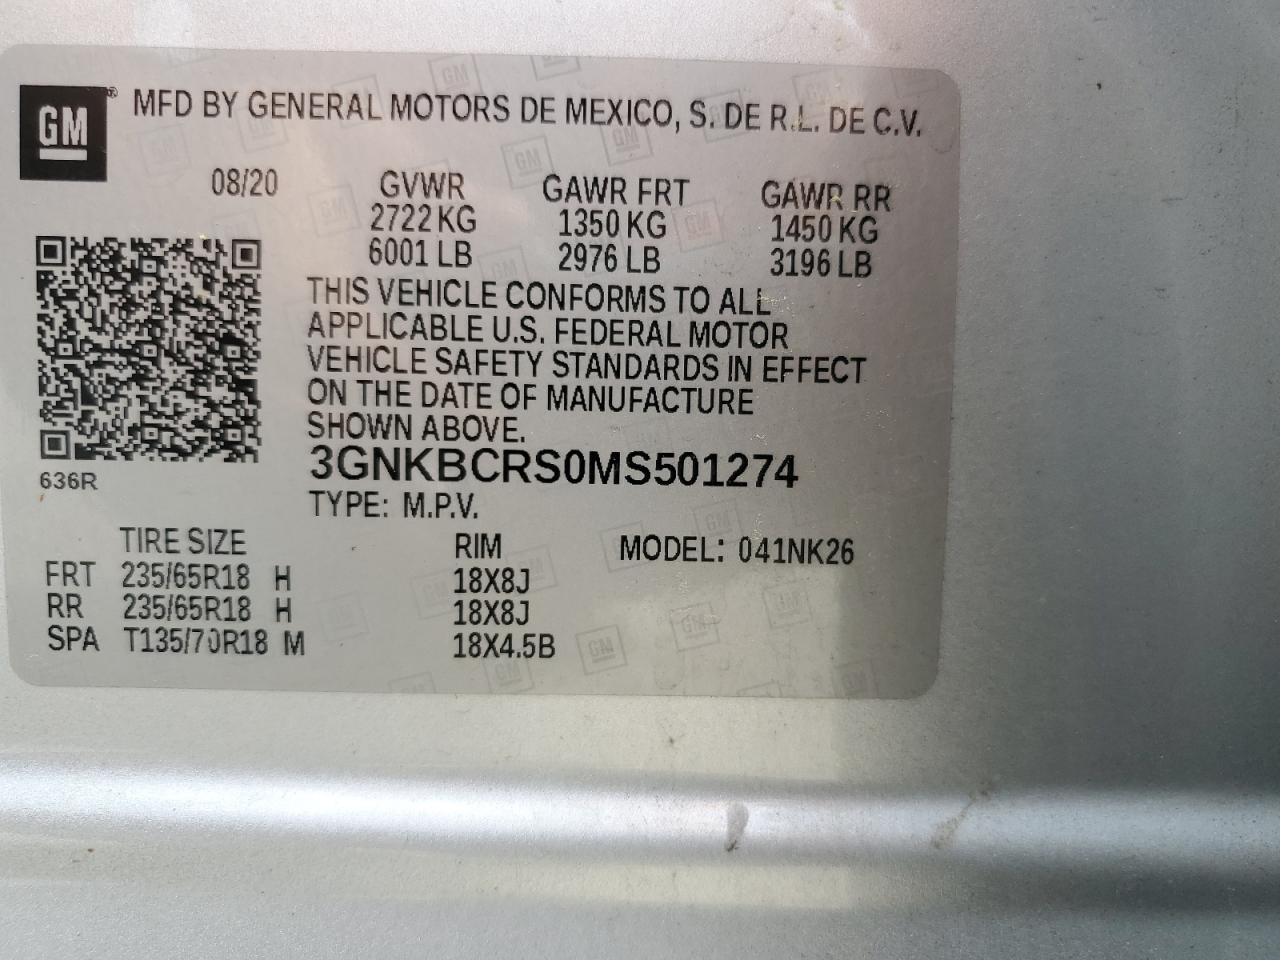 GM® MFD BY GENERAL MOTORS DE MEXICO, S. DE R.L. DE C.V.
08/20 GVWR GAWR FRT GAWR RR
2722 KG 1350 KG 1450 KG
6001 LB 2976 LB 3196 LB
THIS VEHICLE CONFORMS TO ALL
APPLICABLE U.S. FEDERAL MOTOR
VEHICLE SAFETY STANDARDS IN EFFECT
ON THE DATE OF MANUFACTURE
SHOWN ABOVE.
3GNKBCRS0MS501274
636R
TYPE: M.P.V.
TIRE SIZE RIM MODEL: 041NK26
FRT 235/65R18 H 18X8J
RR 235/65R18 H 18X8J
SPA T135/70R18 M 18X4.5B